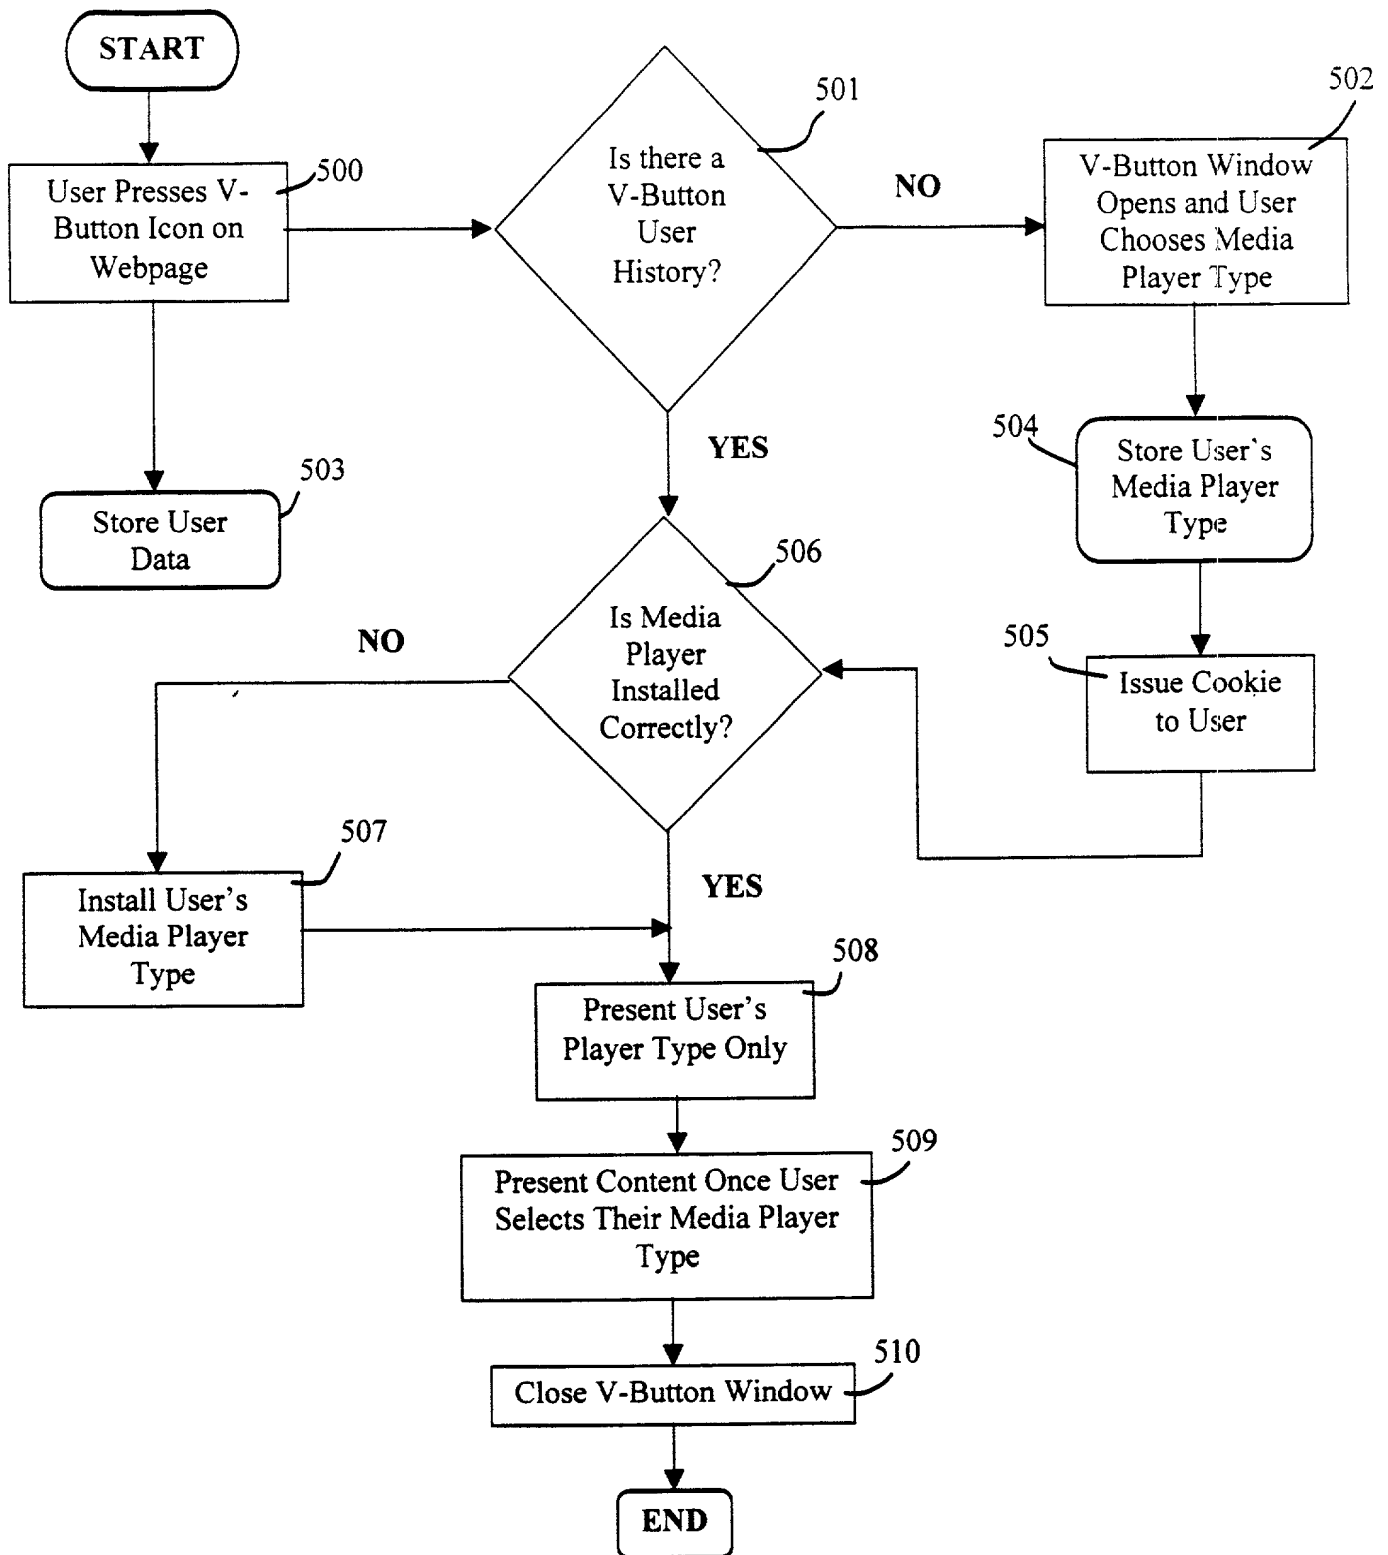 START
500
User Presses V-
Button Icon on
Webpage
501
Is there a
V-Button
User
History?
NO
502
V-Button Window
Opens and User
Chooses Media
Player Type
YES
503
Store User
Data
504
Store User`s
Media Player
Type
505
Issue Cookie
to User
506
Is Media
Player
Installed
Correctly?
NO
507
Install User's
Media Player
Type
YES
508
Present User's
Player Type Only
509
Present Content Once User
Selects Their Media Player
Type
510
Close V-Button Window
END